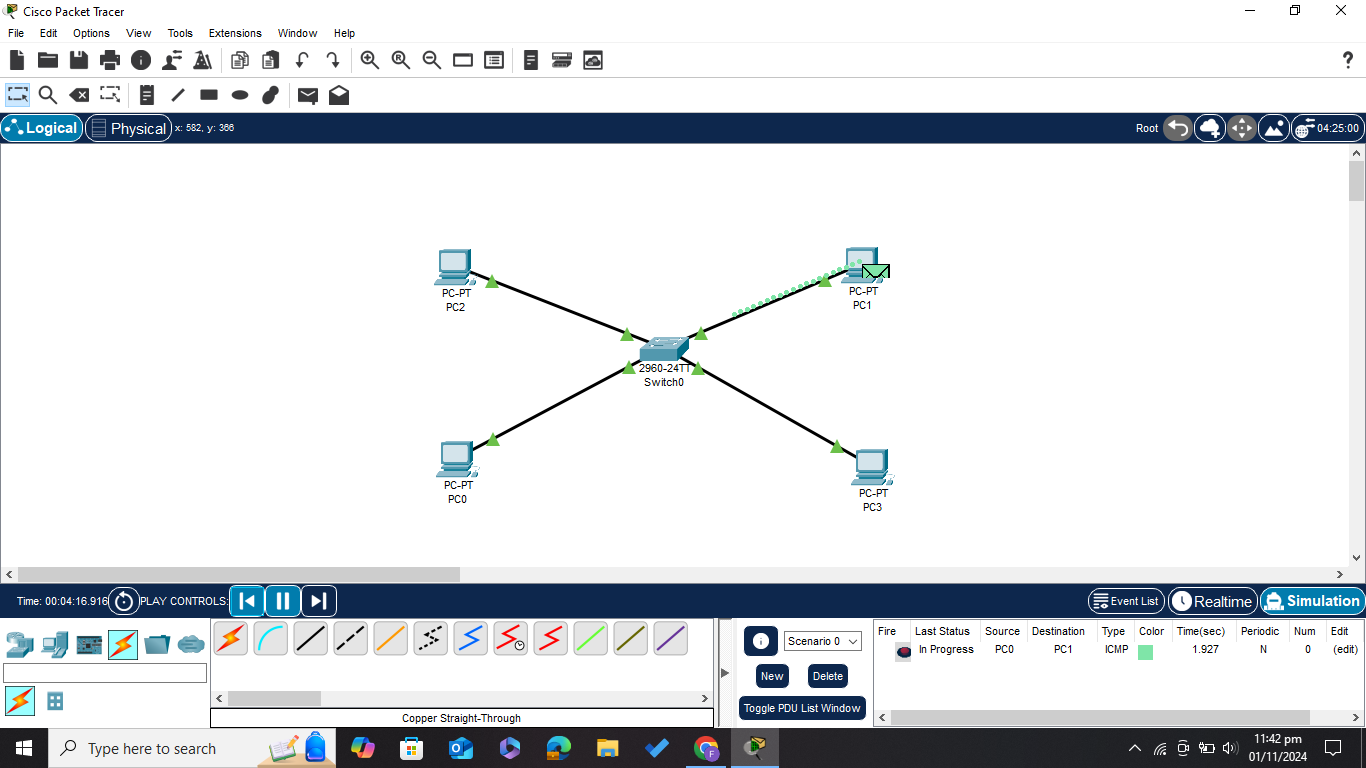 Cisco Packet Tracer
File Edit Options View Tools Extensions Window Help
Logical Physical x: 582, y: 366 Root 04:25:00
PC-PT
PC2
PC-PT
PC1
2960-24TT
Switch0
PC-PT
PC0
PC-PT
PC3
Time: 00:04:16.916 PLAY CONTROLS: Event List Realtime Simulation
Scenario 0
New Delete
Toggle PDU List Window
Fire Last Status Source Destination Type Color Time(sec) Periodic Num Edit
In Progress PC0 PC1 ICMP 1.927 N 0 (edit)
Copper Straight-Through
Type here to search
11:42 pm
01/11/2024